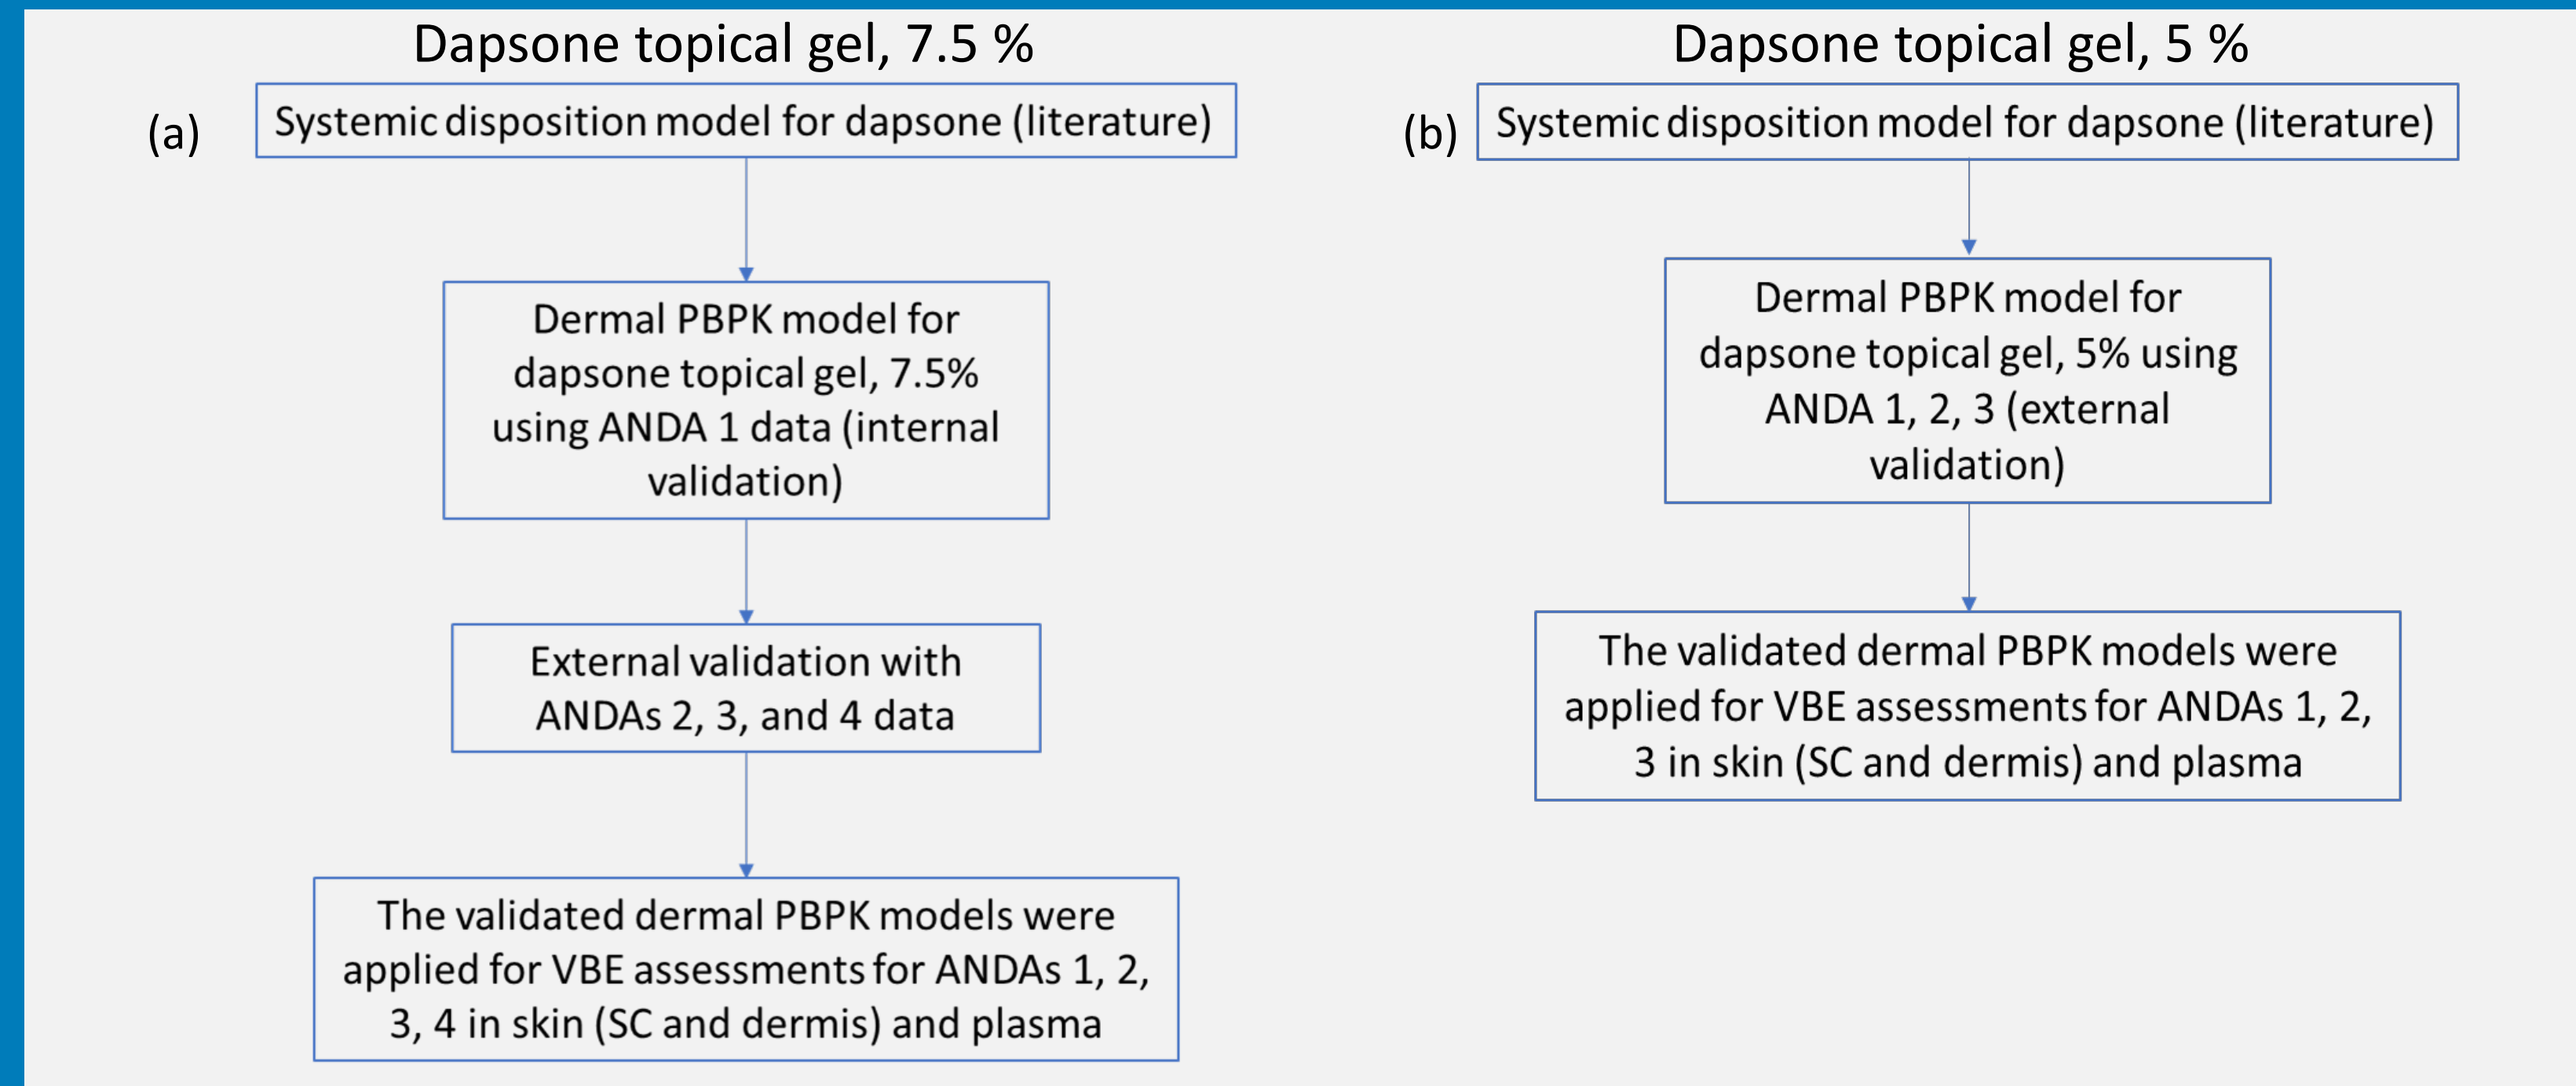 Dapsone topical gel, 7.5 %
(a)
Systemic disposition model for dapsone (literature)
Dermal PBPK model for
dapsone topical gel, 7.5%
using ANDA 1 data (internal
validation)
External validation with
ANDAs 2, 3, and 4 data
The validated dermal PBPK models were
applied for VBE assessments for ANDAs 1, 2,
3, 4 in skin (SC and dermis) and plasma
Dapsone topical gel, 5 %
(b)
Systemic disposition model for dapsone (literature)
Dermal PBPK model for
dapsone topical gel, 5% using
ANDA 1, 2, 3 (external
validation)
The validated dermal PBPK models were
applied for VBE assessments for ANDAs 1, 2,
3 in skin (SC and dermis) and plasma